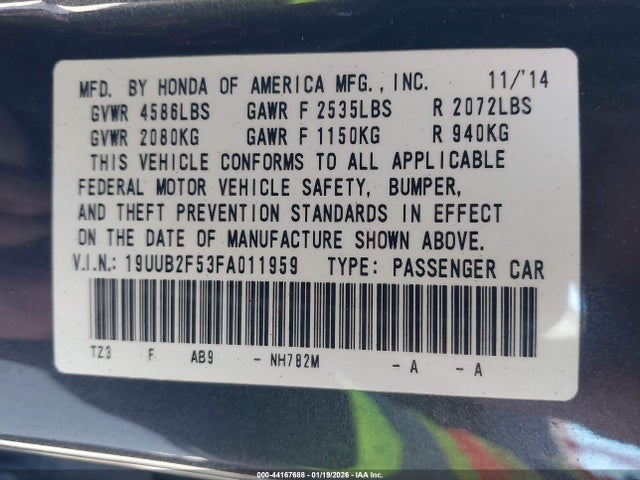 MFD. BY HONDA OF AMERICA MFG., INC. 11/'14
GVWR 4586LBS GAWR F 2535LBS R 2072LBS
GVWR 2080KG GAWR F 1150KG R 940KG
THIS VEHICLE CONFORMS TO ALL APPLICABLE
FEDERAL MOTOR VEHICLE SAFETY, BUMPER,
AND THEFT PREVENTION STANDARDS IN EFFECT
ON THE DATE OF MANUFACTURE SHOWN ABOVE.
V.I.N.: 19UUB2F53FA011959 TYPE: PASSENGER CAR
TZ3 F AB9 - NH782M - A - A
000-44167688 - 01/19/2026 - IAA Inc.